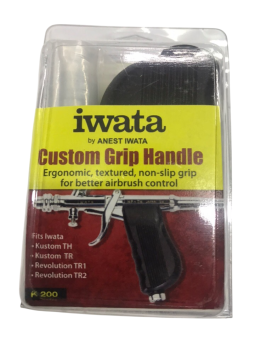 iwata
by ANEST IWATA
Custom Grip Handle
Ergonomic, textured, non-slip grip
for better airbrush control
Fits Iwata
• Kustom TH
• Kustom TR
• Revolution TR1
• Revolution TR2
K 200